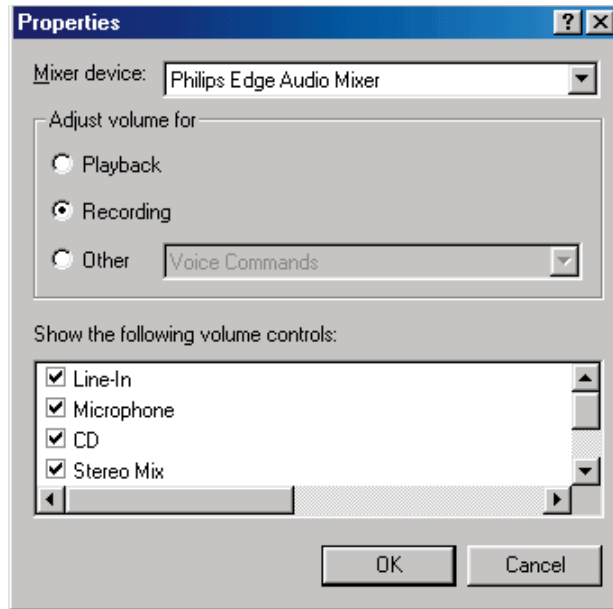 Properties
Mixer device: Philips Edge Audio Mixer
Adjust volume for
Playback
Recording
Other Voice Commands
Show the following volume controls:
Line-In
Microphone
CD
Stereo Mix
OK Cancel